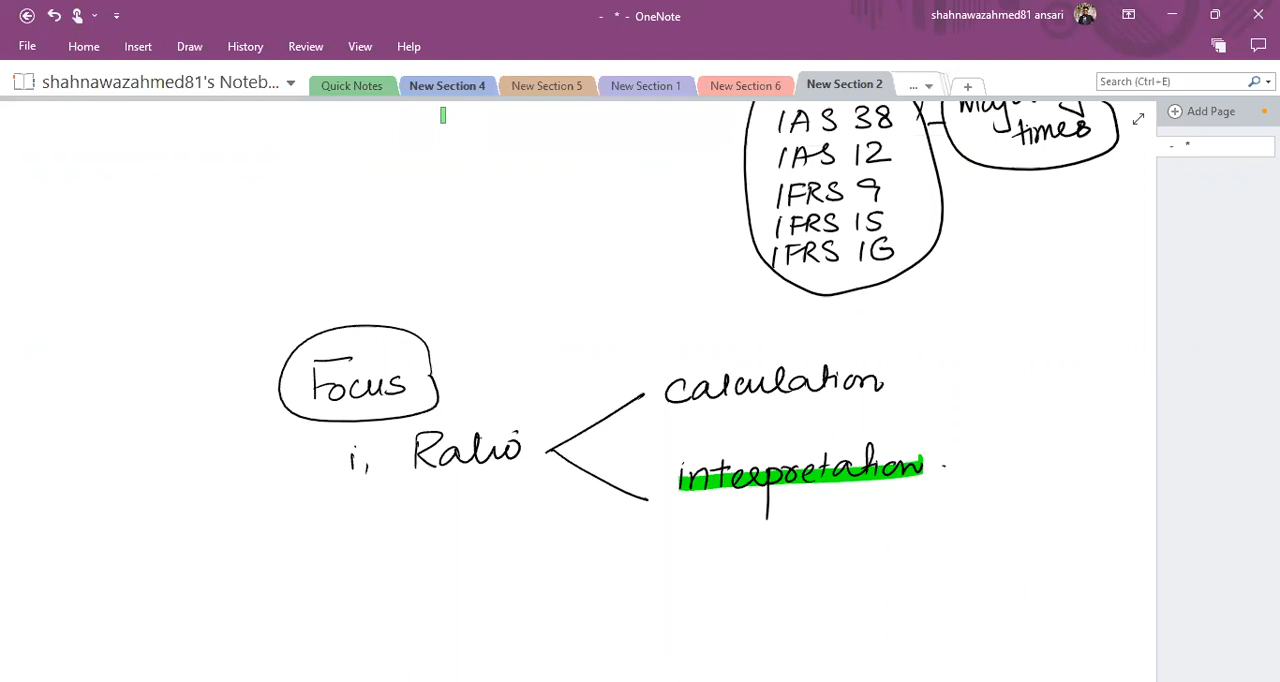 - * - OneNote
shahnawazahmed81 ansari
File Home Insert Draw History Review View Help
shahnawazahmed81's Noteb...
Quick Notes
New Section 4
New Section 5
New Section 1
New Section 6
New Section 2
...
Search (Ctrl+E)
Add Page
- *
IAS 38
times
IAS 12
IFRS 9
IFRS 15
IFRS 16
Focus
i, Ratio
calculation
interpretation.